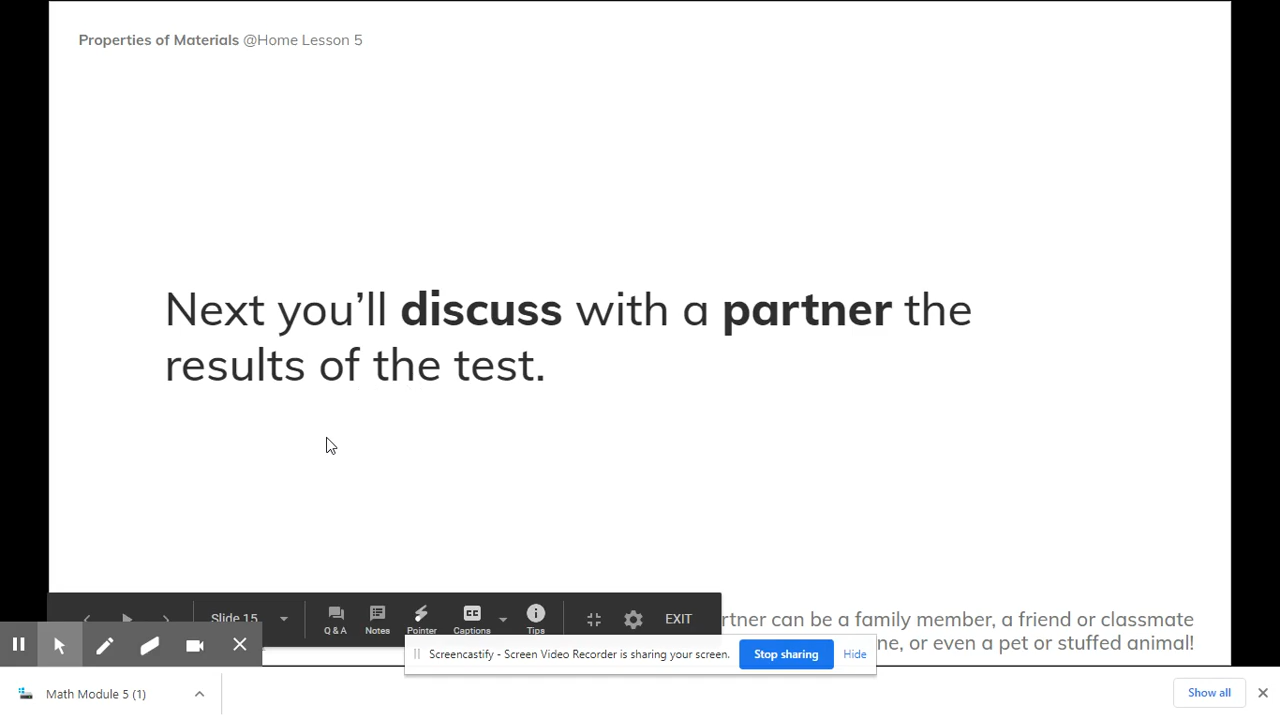 Properties of Materials @Home Lesson 5
Next you'll discuss with a partner the
results of the test.
Slide 15
Q & A
Notes
Pointer
Captions
Tips
EXIT
can be a family member, a friend or classmate
or even a pet or stuffed animal!
Screencastify - Screen Video Recorder is sharing your screen.
Stop sharing
Hide
Math Module 5 (1)
Show all